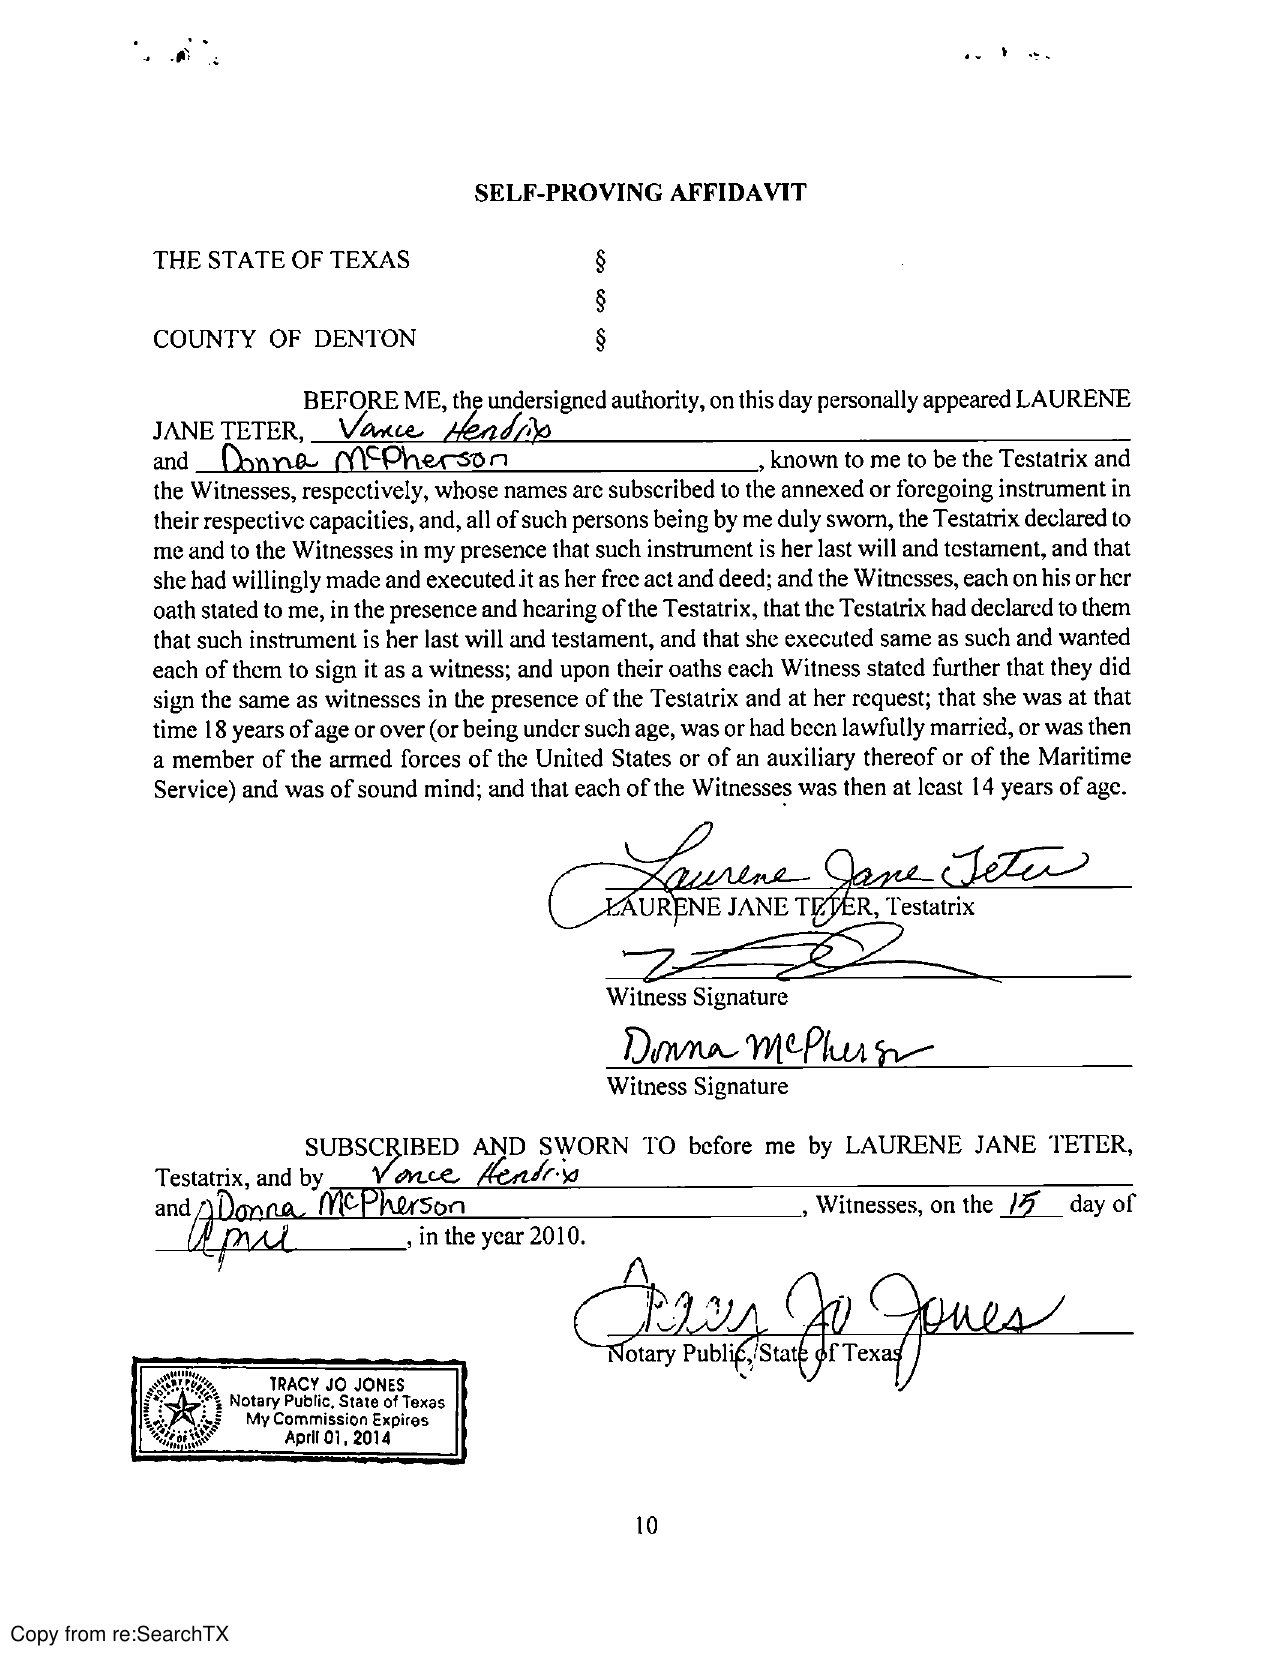 SELF-PROVING AFFIDAVIT
THE STATE OF TEXAS §
§
COUNTY OF DENTON §
BEFORE ME, the undersigned authority, on this day personally appeared LAURENE
JANE TETER, Vance Hendrix
and Donna McPherson, known to me to be the Testatrix and
the Witnesses, respectively, whose names are subscribed to the annexed or foregoing instrument in
their respective capacities, and, all of such persons being by me duly sworn, the Testatrix declared to
me and to the Witnesses in my presence that such instrument is her last will and testament, and that
she had willingly made and executed it as her free act and deed; and the Witnesses, each on his or her
oath stated to me, in the presence and hearing of the Testatrix, that the Testatrix had declared to them
that such instrument is her last will and testament, and that she executed same as such and wanted
each of them to sign it as a witness; and upon their oaths each Witness stated further that they did
sign the same as witnesses in the presence of the Testatrix and at her request; that she was at that
time 18 years of age or over (or being under such age, was or had been lawfully married, or was then
a member of the armed forces of the United States or of an auxiliary thereof or of the Maritime
Service) and was of sound mind; and that each of the Witnesses was then at least 14 years of age.
Laurene Jane Teter
LAURENE JANE TETER, Testatrix
Witness Signature
Donna McPherson
Witness Signature
SUBSCRIBED AND SWORN TO before me by LAURENE JANE TETER,
Testatrix, and by Vance Hendrix
and Donna McPherson, Witnesses, on the 15 day of
April, in the year 2010.
Tracy Jo Jones
Notary Public, State of Texas
TRACY JO JONES
Notary Public, State of Texas
My Commission Expires
April 01, 2014
10
Copy from re:SearchTX